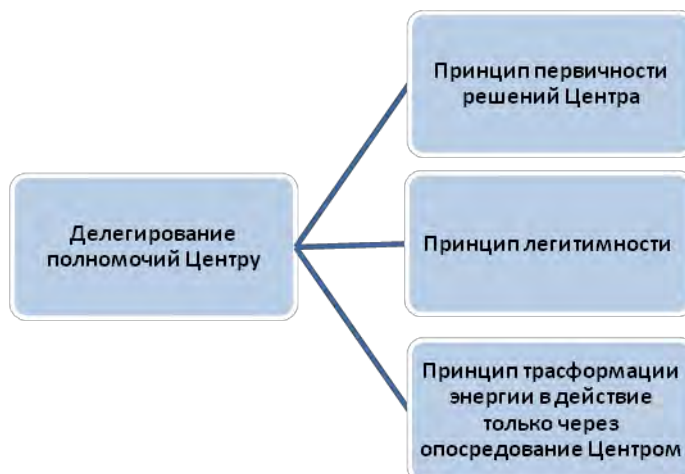 Делегирование
полномочий Центру
Принцип первичности
решений Центра
Принцип легитимности
Принцип трасформации
энергии в действие
только через
опосредование Центром